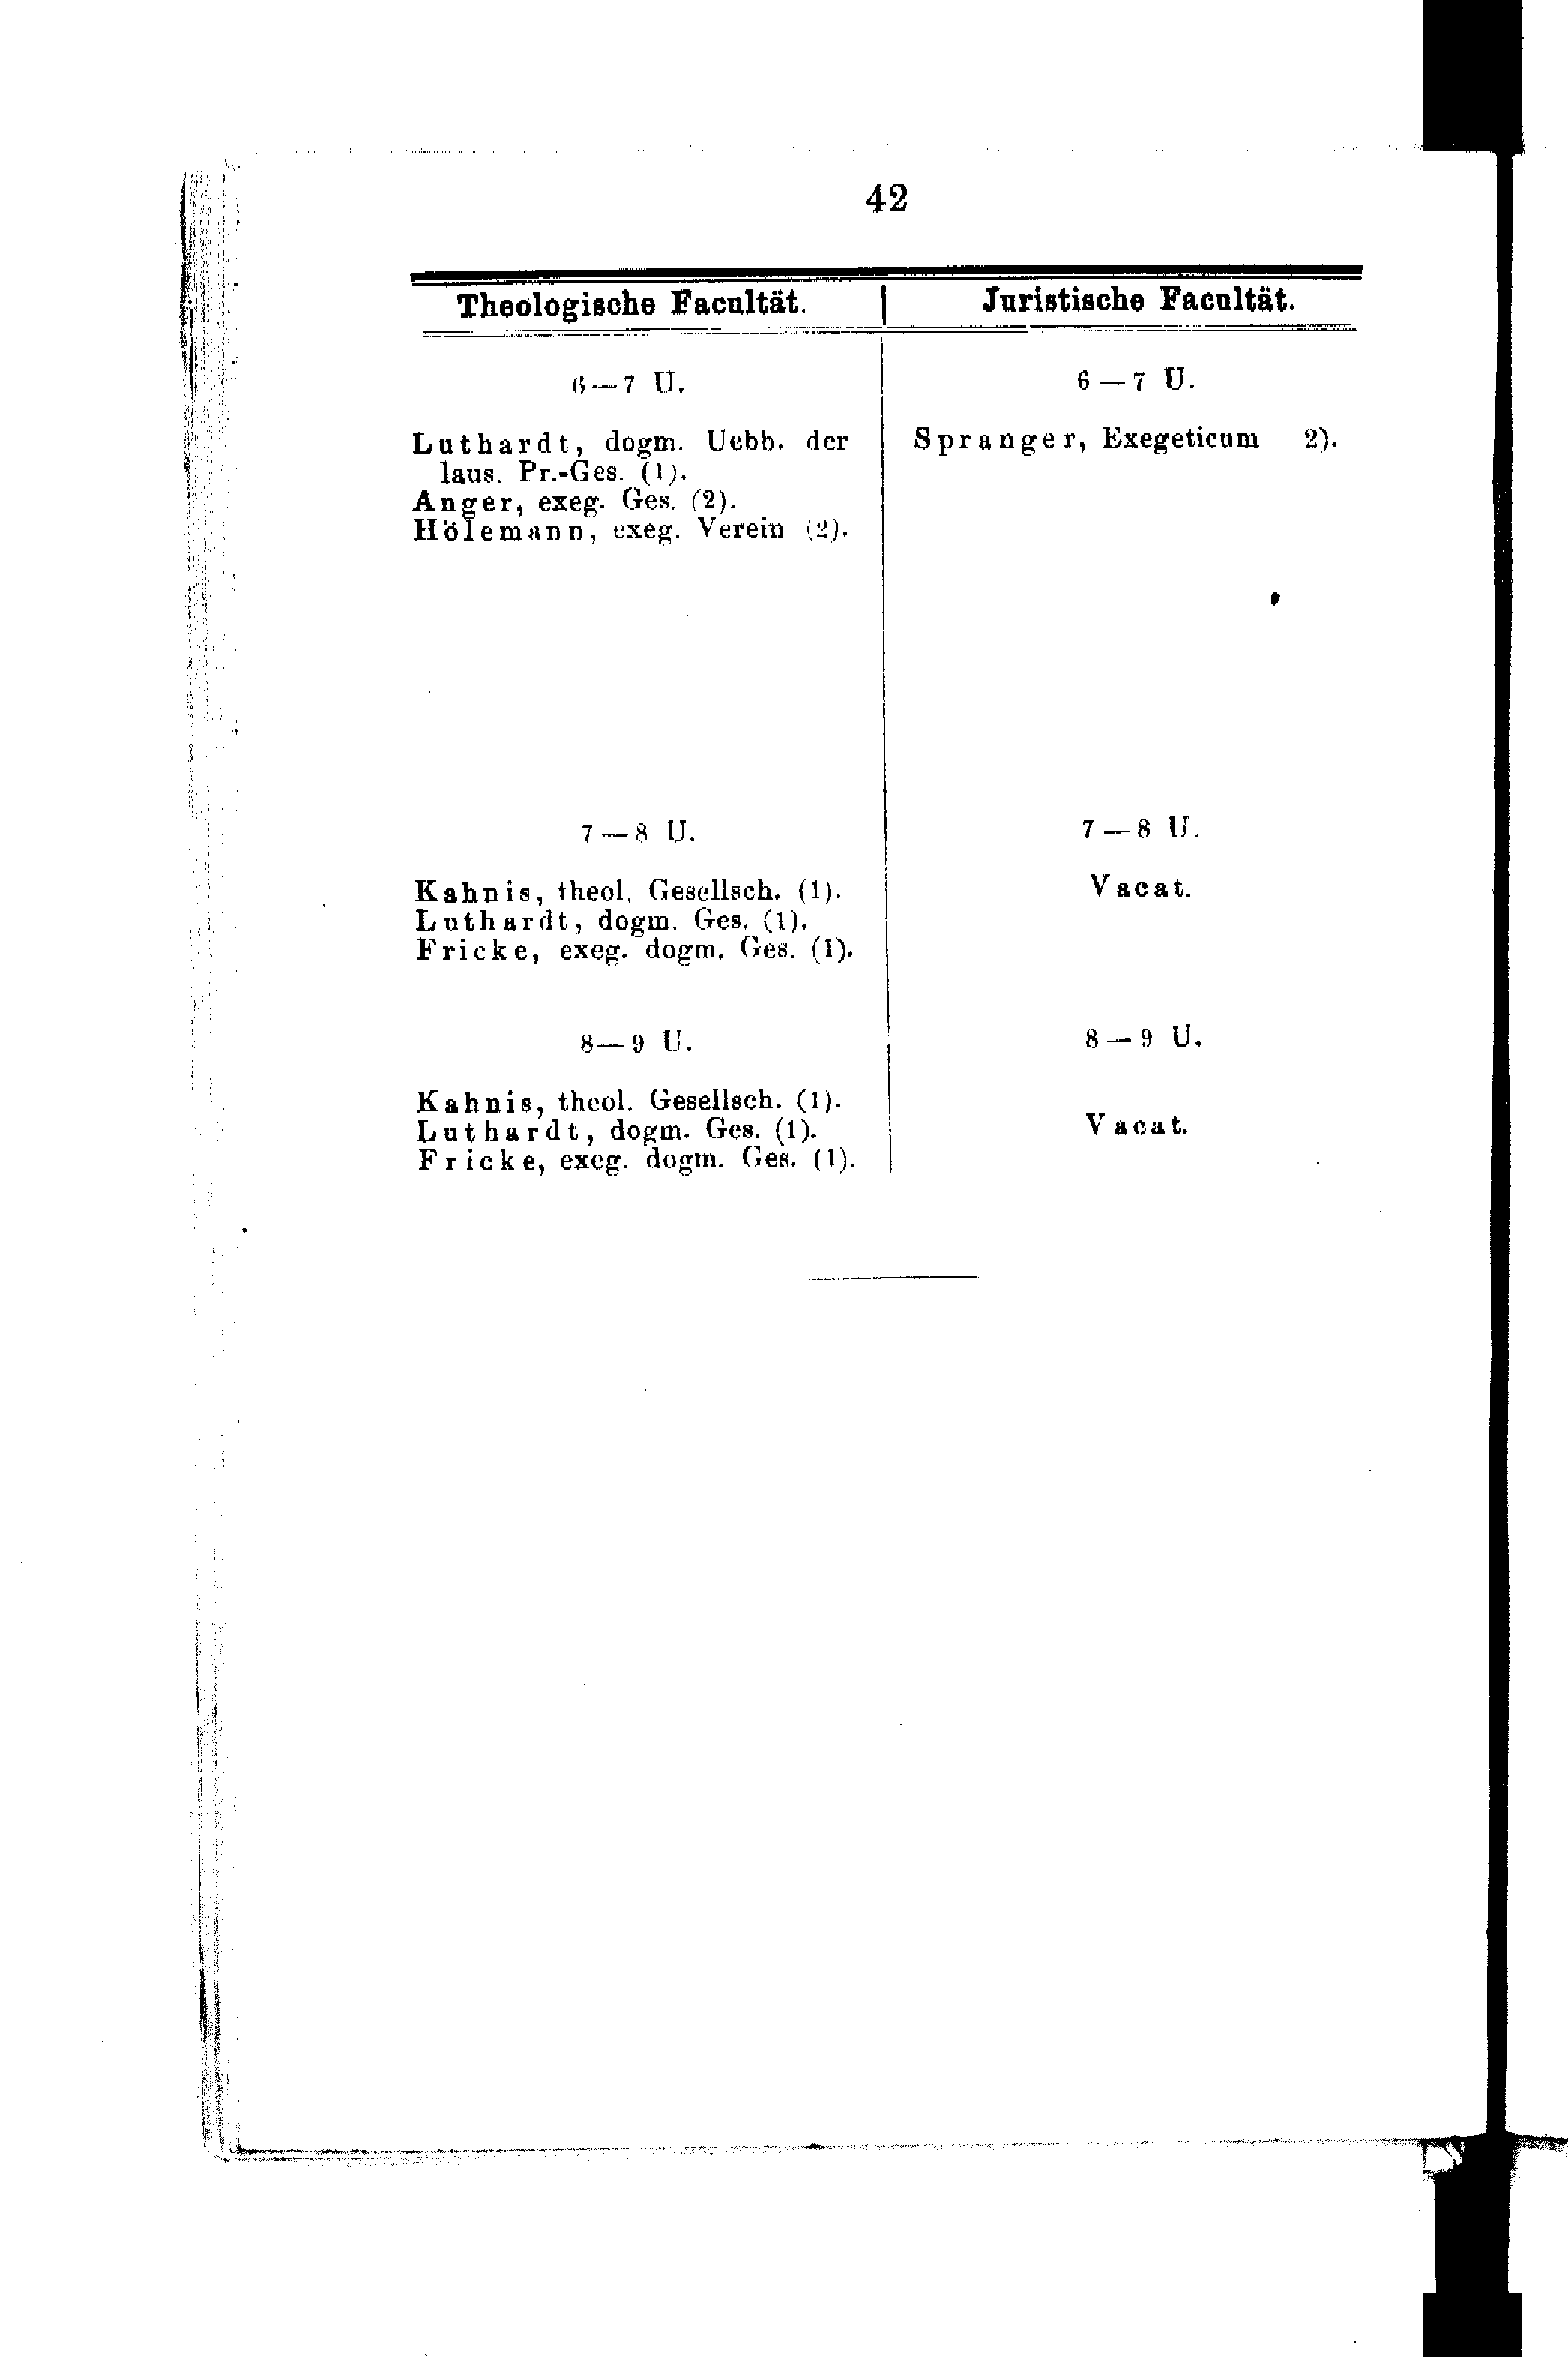 42
Theologische Facultät.
6—7 U.
Luthardt, dogm. Uebb. der
laus. Pr.-Ges. (1).
Anger, exeg. Ges. (2).
Hölemann, exeg. Verein (2).
7—8 U.
Kahnis, theol. Gesellsch. (1).
Luthardt, dogm. Ges. (1).
Fricke, exeg. dogm. Ges. (1).
8—9 U.
Kahnis, theol. Gesellsch. (1).
Luthardt, dogm. Ges. (1).
Fricke, exeg. dogm. Ges. (1).
Juristische Facultät.
6—7 U.
Spranger, Exegeticum 2).
7—8 U.
Vacat.
8—9 U.
Vacat.